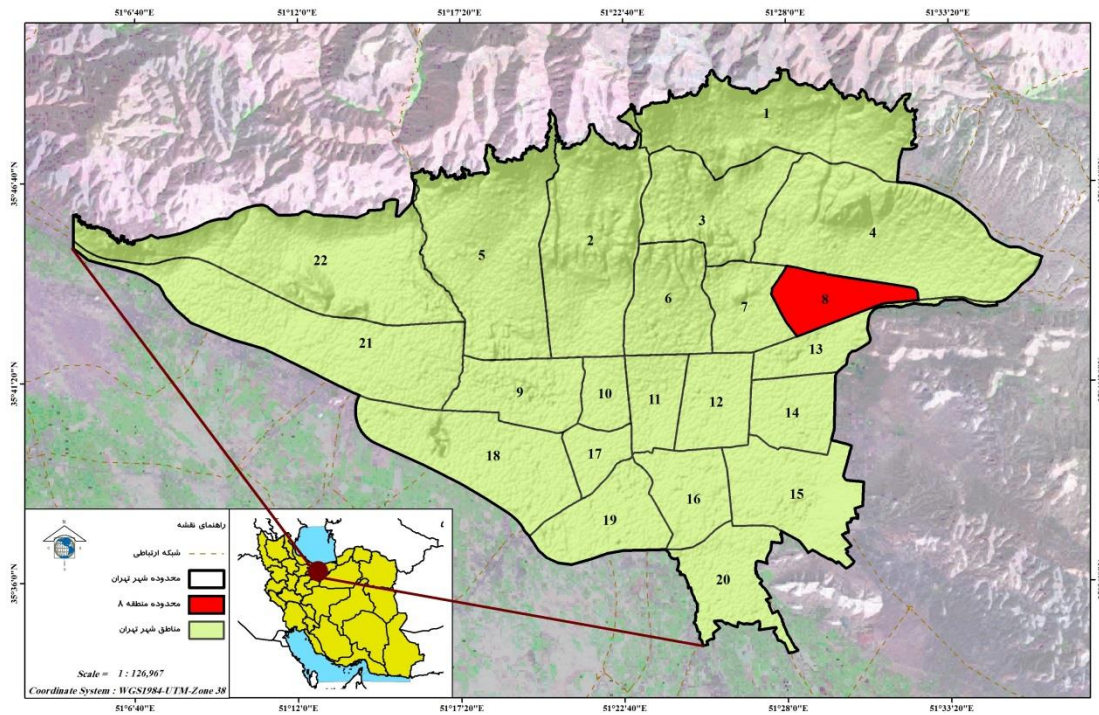 51°6'40"E 51°12'0"E 51°17'20"E 51°22'40"E 51°28'0"E 51°33'20"E
1
35°46'40"N
3
4
2
5
22
6
8
7
21
13
35°41'20"N
9
10
11
12
14
18
17
15
16
19
راهنمای نقشه
شبکه ارتباطی
20
35°36'0"N
محدوده شهر تهران
محدوده منطقه ۸
مناطق شهر تهران
Scale = 1 : 126,967
Coordinate System : WGS1984-UTM-Zone 38
51°6'40"E 51°12'0"E 51°17'20"E 51°22'40"E 51°28'0"E 51°33'20"E